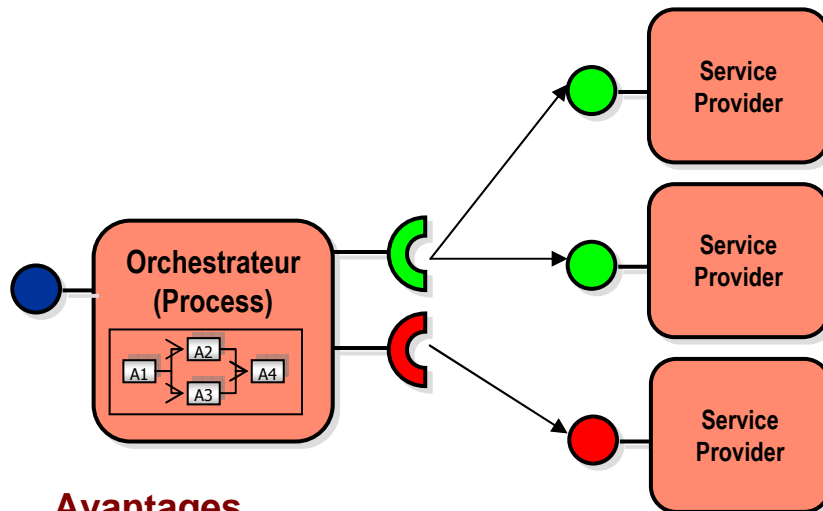 Service
Provider
Service
Provider
Orchestrateur
(Process)
A1
A2
A3
A4
Service
Provider
Avantages